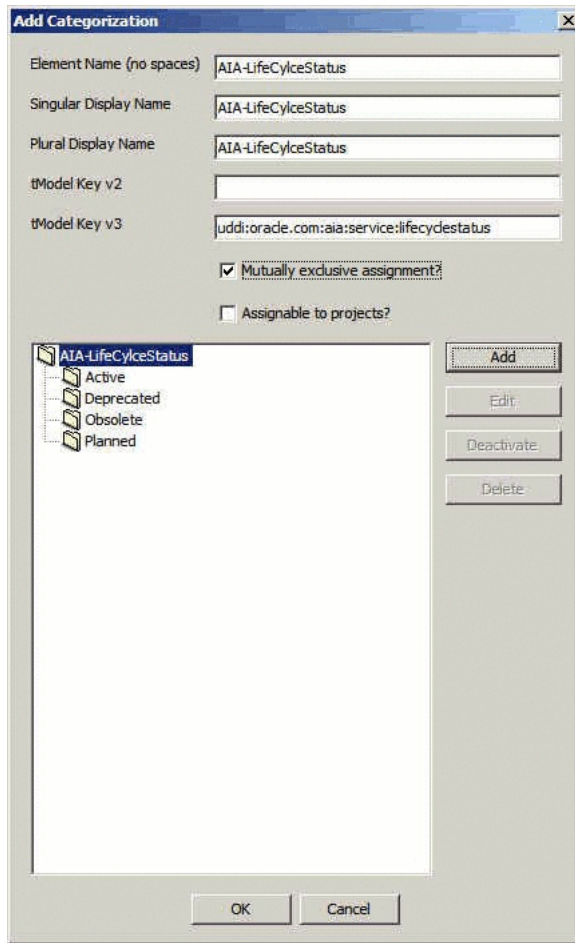 Add Categorization
Element Name (no spaces) AIA-LifeCylceStatus
Singular Display Name AIA-LifeCylceStatus
Plural Display Name AIA-LifeCylceStatus
tModel Key v2
tModel Key v3 uddi:oracle.com:aia:service:lifecyclestatus
Mutually exclusive assignment?
Assignable to projects?
AIA-LifeCylceStatus
Active
Deprecated
Obsolete
Planned
Add
Edit
Deactivate
Delete
OK Cancel